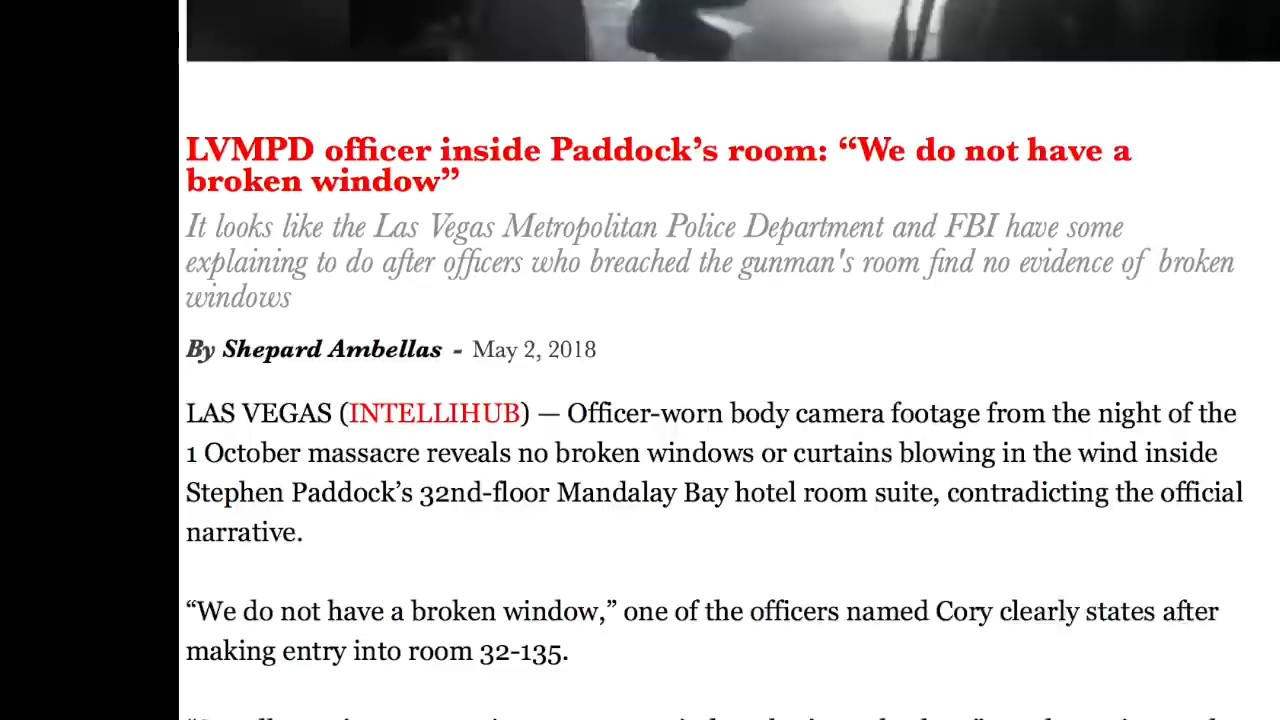 LVMPD officer inside Paddock’s room: “We do not have a
broken window”
It looks like the Las Vegas Metropolitan Police Department and FBI have some
explaining to do after officers who breached the gunman's room find no evidence of broken
windows
By Shepard Ambellas - May 2, 2018
LAS VEGAS (INTELLIHUB) — Officer-worn body camera footage from the night of the
1 October massacre reveals no broken windows or curtains blowing in the wind inside
Stephen Paddock’s 32nd-floor Mandalay Bay hotel room suite, contradicting the official
narrative.
“We do not have a broken window,” one of the officers named Cory clearly states after
making entry into room 32-135.